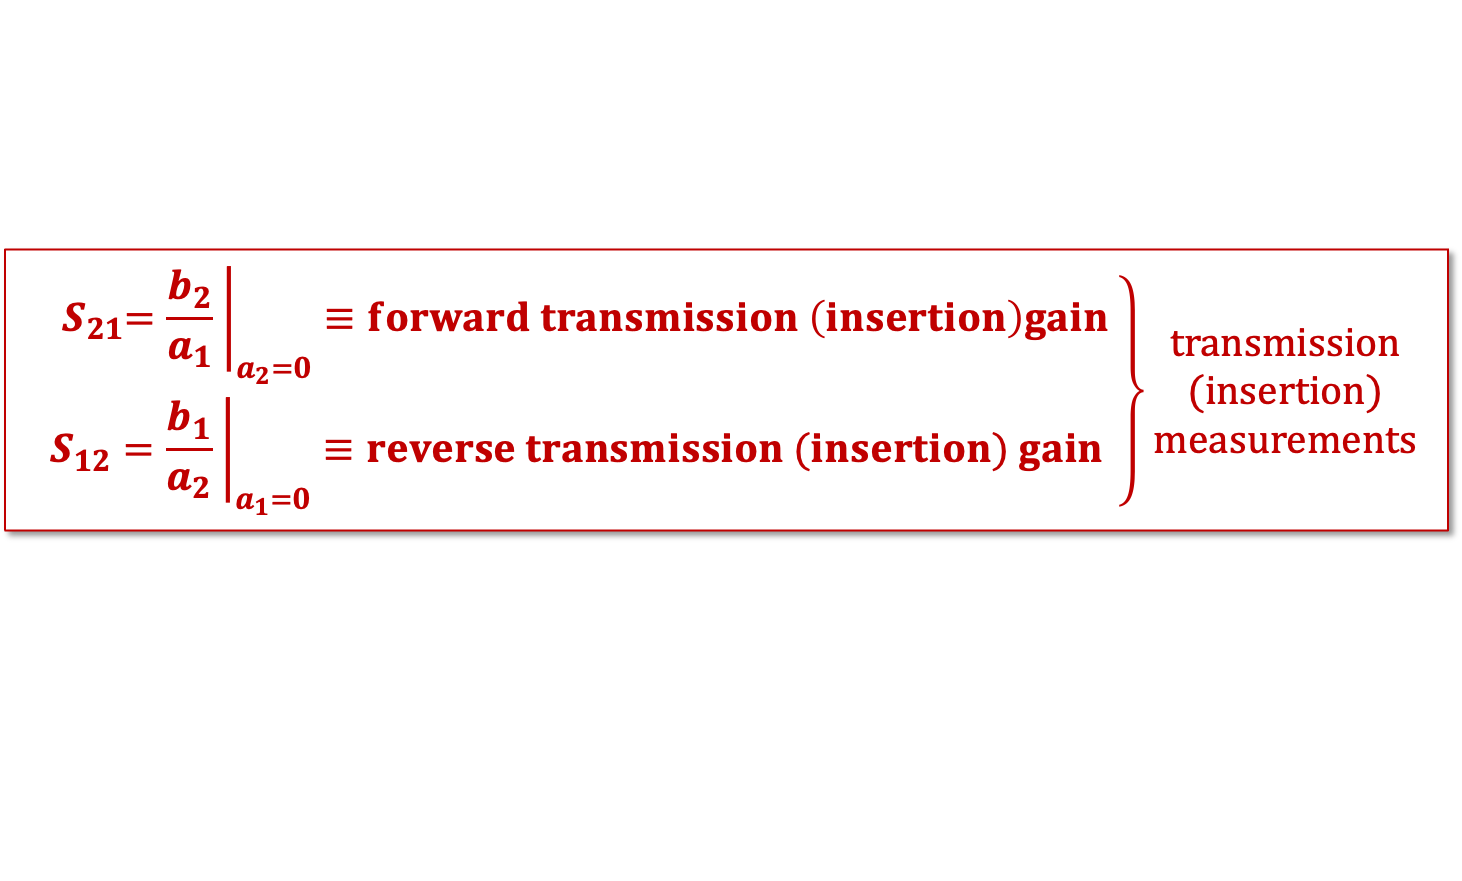 S₂₁= b₂/a₁ |a₂=0 ≡ forward transmission (insertion)gain
S₁₂ = b₁/a₂ |a₁=0 ≡ reverse transmission (insertion) gain
transmission
(insertion)
measurements